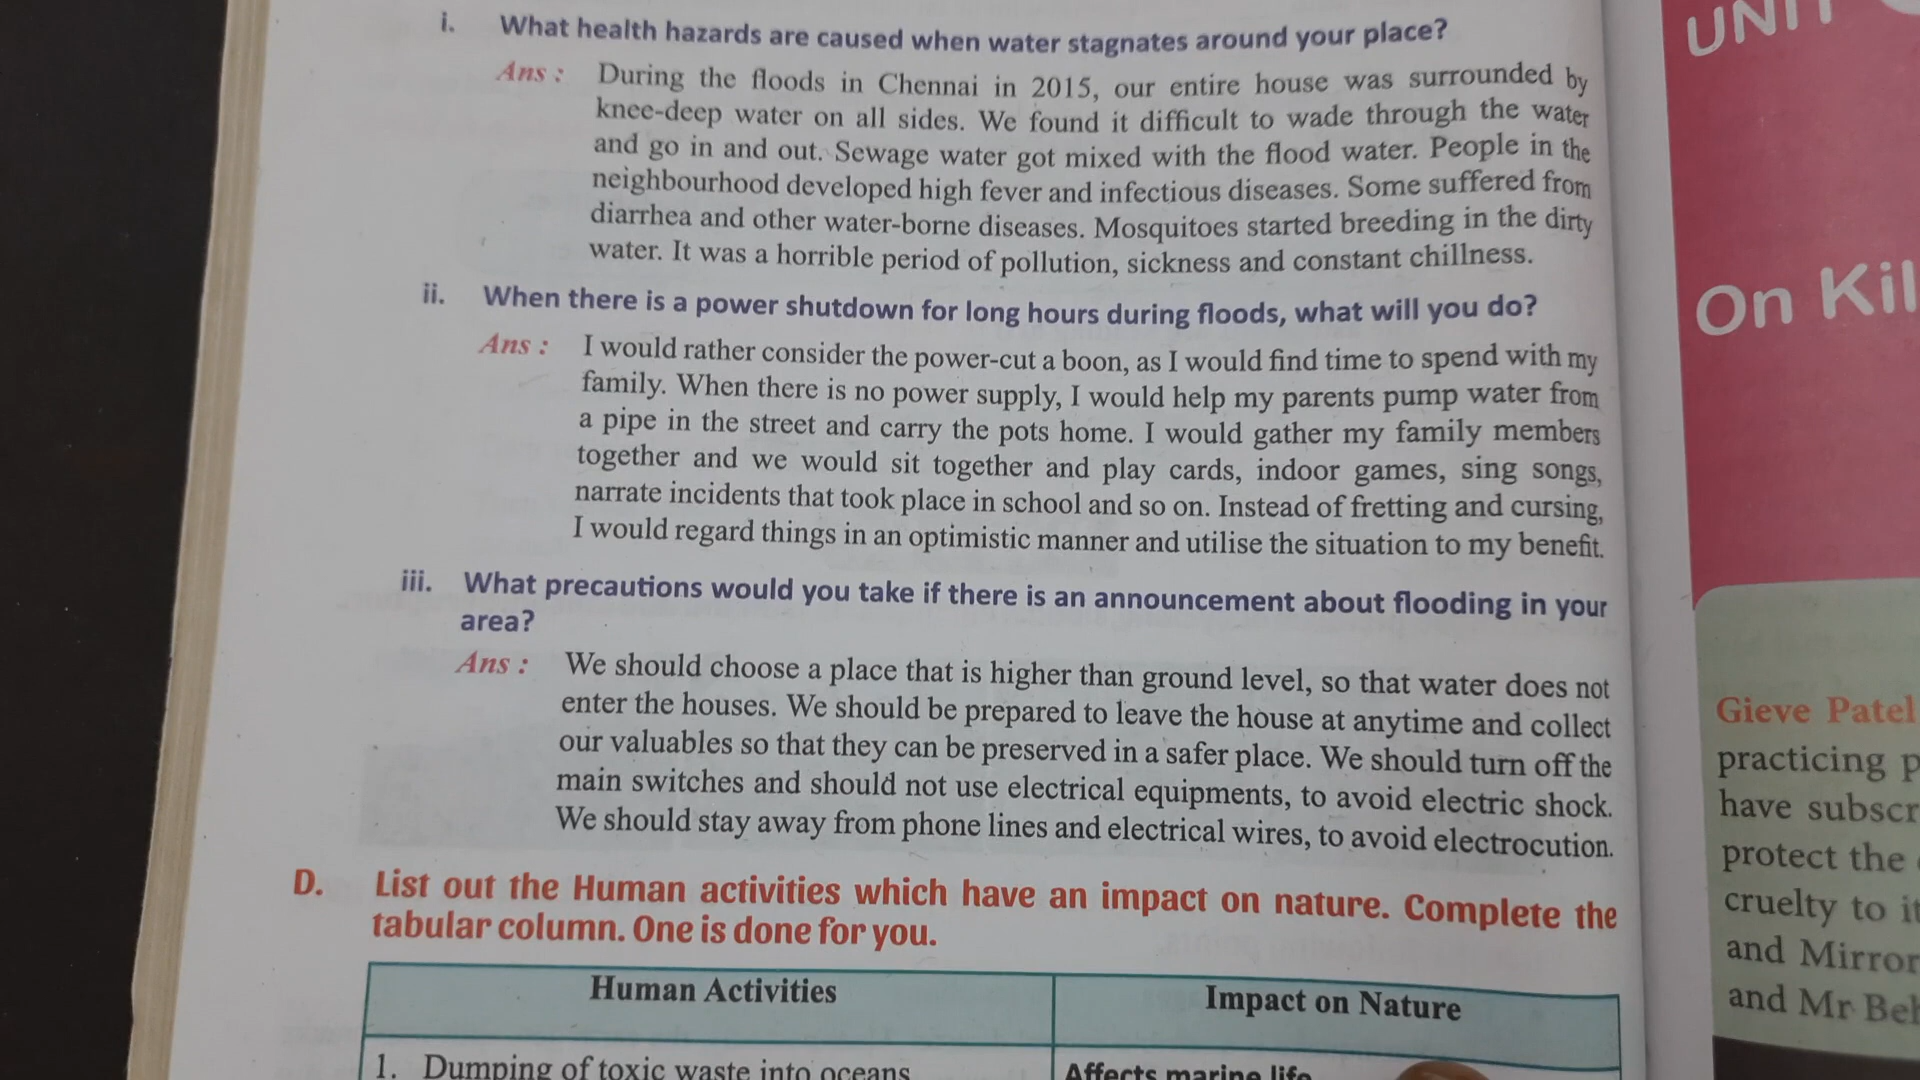 i. What health hazards are caused when water stagnates around your place?
Ans : During the floods in Chennai in 2015, our entire house was surrounded by
knee-deep water on all sides. We found it difficult to wade through the water
and go in and out. Sewage water got mixed with the flood water. People in the
neighbourhood developed high fever and infectious diseases. Some suffered from
diarrhea and other water-borne diseases. Mosquitoes started breeding in the dirty
water. It was a horrible period of pollution, sickness and constant chillness.
ii. When there is a power shutdown for long hours during floods, what will you do?
Ans : I would rather consider the power-cut a boon, as I would find time to spend with my
family. When there is no power supply, I would help my parents pump water from
a pipe in the street and carry the pots home. I would gather my family members
together and we would sit together and play cards, indoor games, sing songs,
narrate incidents that took place in school and so on. Instead of fretting and cursing,
I would regard things in an optimistic manner and utilise the situation to my benefit.
iii. What precautions would you take if there is an announcement about flooding in your
area?
Ans : We should choose a place that is higher than ground level, so that water does not
enter the houses. We should be prepared to leave the house at anytime and collect
our valuables so that they can be preserved in a safer place. We should turn off the
main switches and should not use electrical equipments, to avoid electric shock.
We should stay away from phone lines and electrical wires, to avoid electrocution.
D. List out the Human activities which have an impact on nature. Complete the
tabular column. One is done for you.
Human Activities
Impact on Nature
1. Dumping of toxic waste into oceans
Affects marine life
UNIT
On Kil
Gieve Patel
practicing p
have subscr
protect the
cruelty to it
and Mirror
and Mr Beh